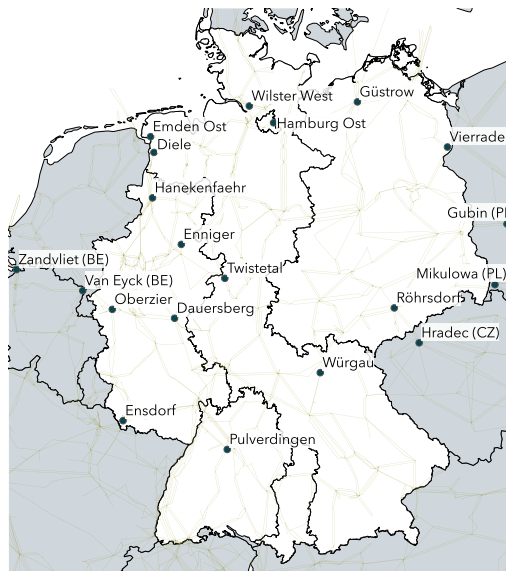 Wilster West
Güstrow
Hamburg Ost
Emden Ost
Diele
Vierrade
Hanekenfaehr
Gubin (Pl
Enniger
Zandvliet (BE)
Twistetal
Mikulowa (PL)
Van Eyck (BE)
Oberzier
Dauersberg
Röhrsdorf
Hradec (CZ)
Würgau
Ensdorf
Pulverdingen